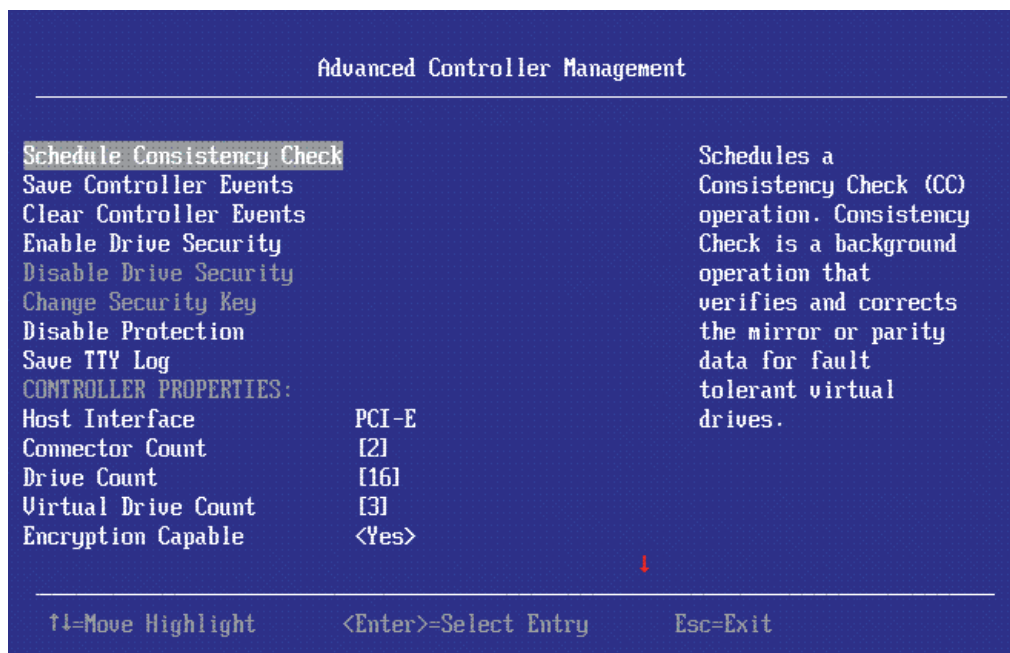 Advanced Controller Management
Schedule Consistency Check
Save Controller Events
Clear Controller Events
Enable Drive Security
Disable Drive Security
Change Security Key
Disable Protection
Save TTY Log
CONTROLLER PROPERTIES:
Host Interface PCI-E
Connector Count [2]
Drive Count [16]
Virtual Drive Count [3]
Encryption Capable <Yes>
Schedules a
Consistency Check (CC)
operation. Consistency
Check is a background
operation that
verifies and corrects
the mirror or parity
data for fault
tolerant virtual
drives.
↓
↑↓=Move Highlight <Enter>=Select Entry Esc=Exit